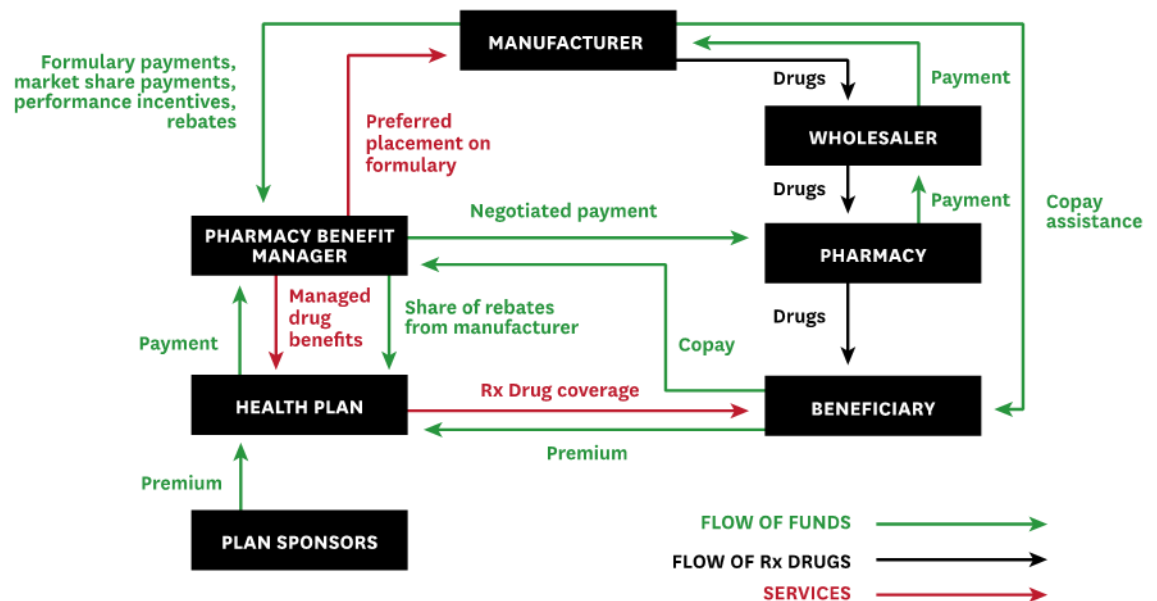 MANUFACTURER
Formulary payments,
market share payments,
performance incentives,
rebates
Preferred
placement on
formulary
Drugs
Payment
WHOLESALER
Drugs
Payment
Copay
assistance
Negotiated payment
PHARMACY BENEFIT
MANAGER
PHARMACY
Managed
drug
benefits
Share of rebates
from manufacturer
Drugs
Payment
Copay
HEALTH PLAN
Rx Drug coverage
BENEFICIARY
Premium
Premium
PLAN SPONSORS
FLOW OF FUNDS
FLOW OF Rx DRUGS
SERVICES